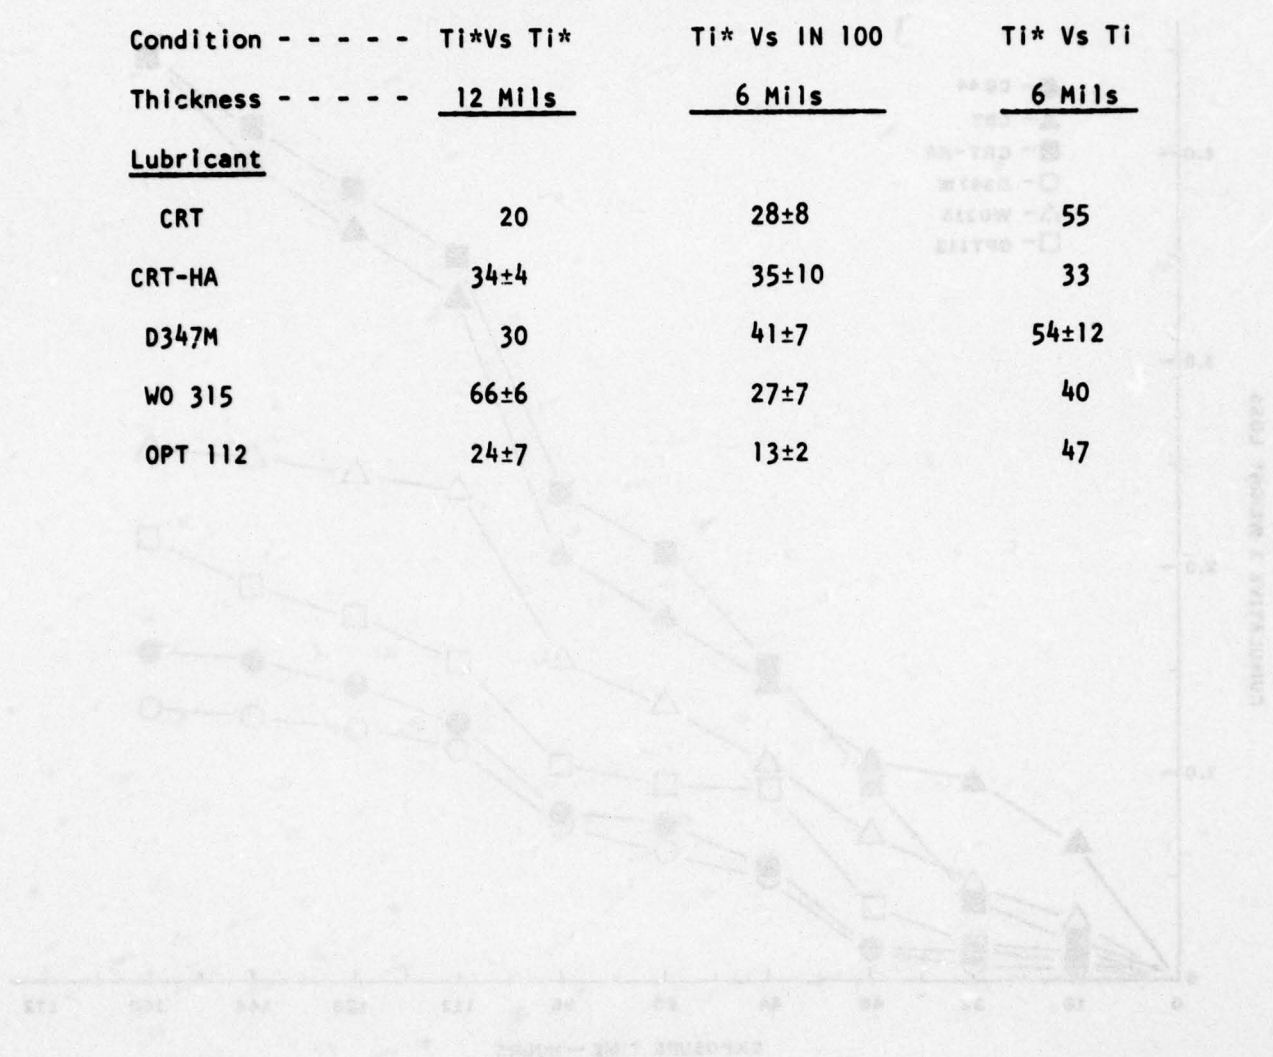 Condition - - - - - Ti*Vs Ti* Ti* Vs IN 100 Ti* Vs Ti
Thickness - - - - - 12 Mils 6 Mils 6 Mils
Lubricant
CRT 20 28±8 55
CRT-HA 34±4 35±10 33
D347M 30 41±7 54±12
WO 315 66±6 27±7 40
OPT 112 24±7 13±2 47